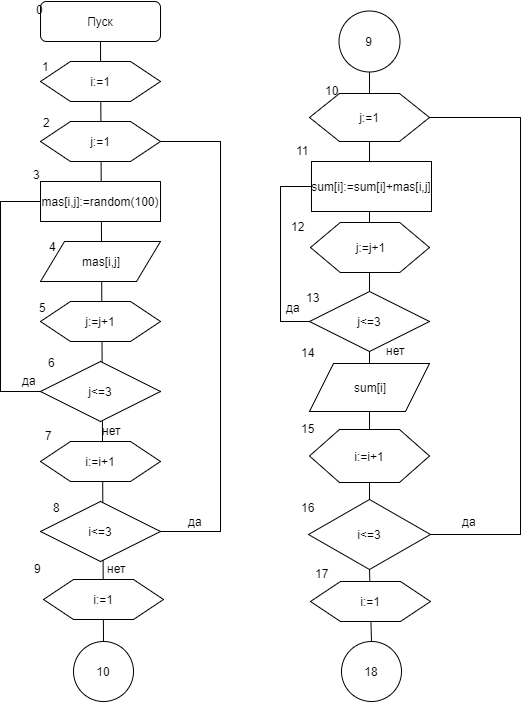 0
Пуск
1
i:=1
2
j:=1
3
mas[i,j]:=random(100)
4
mas[i,j]
5
j:=j+1
6
j<=3
да
нет
7
i:=i+1
8
i<=3
да
нет
9
i:=1
10
9
10
j:=1
11
sum[i]:=sum[i]+mas[i,j]
12
j:=j+1
13
j<=3
да
нет
14
sum[i]
15
i:=i+1
16
i<=3
да
17
i:=1
18